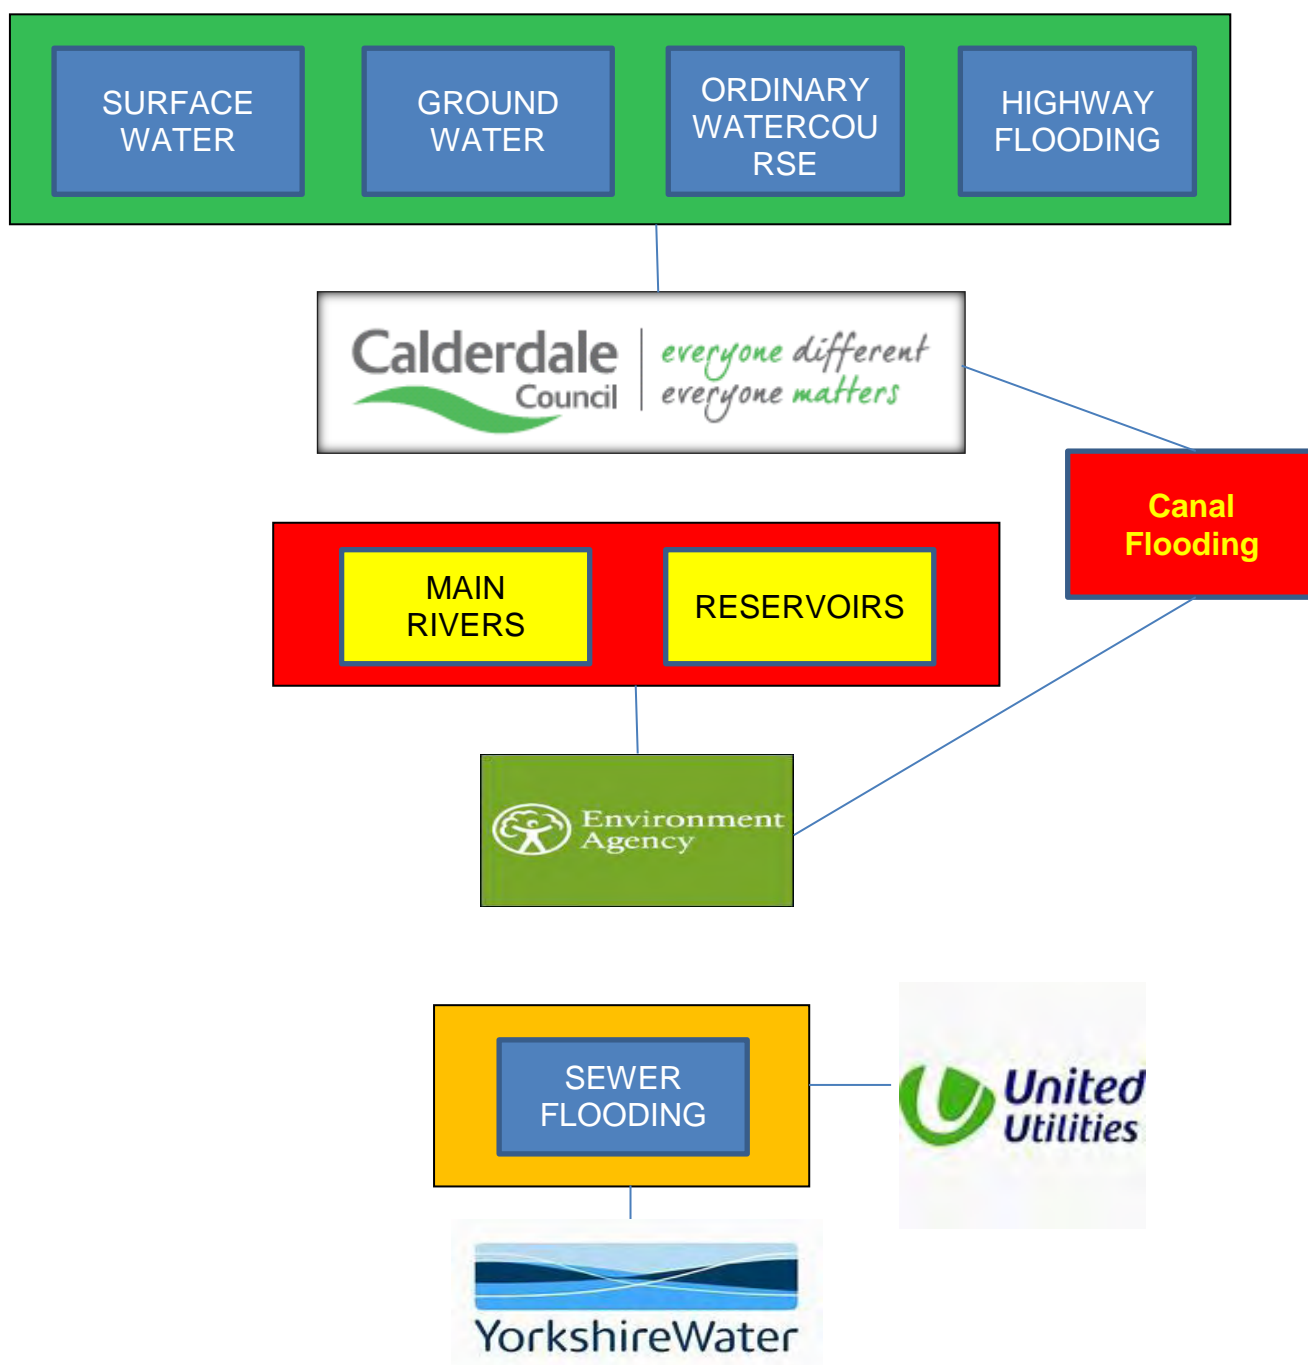 SURFACE
WATER
GROUND
WATER
ORDINARY
WATERCOU
RSE
HIGHWAY
FLOODING
Calderdale
Council
everyone different
everyone matters
Canal
Flooding
MAIN
RIVERS
RESERVOIRS
Environment
Agency
SEWER
FLOODING
United
Utilities
YorkshireWater